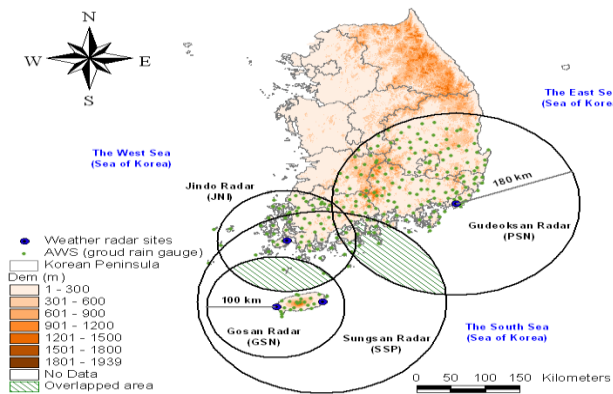 N
W
E
S
The East Se
(Sea of Kore
The West Sea
(Sea of Korea)
180 km
Jindo Radar
(JNI)
Gudeoksan Radar
(PSN)
Weather radar sites
AWS (groud rain gauge)
Korean Peninsula
Dem (m)
1 - 300
301 - 600
601 - 900
901 - 1200
1201 - 1500
1501 - 1800
1801 - 1939
No Data
Overlapped area
100 km
Gosan Radar
(GSN)
Sungsan Radar
(SSP)
The South Sea
(Sea of Korea)
0 50 100 150 Kilometers